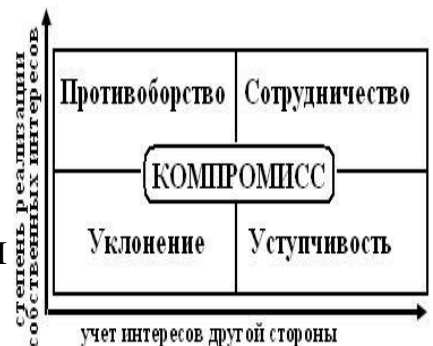 степень реализации
собственных интересов
Противоборство
Сотрудничество
КОМПРОМИСС
Уклонение
Уступчивость
учет интересов другой стороны